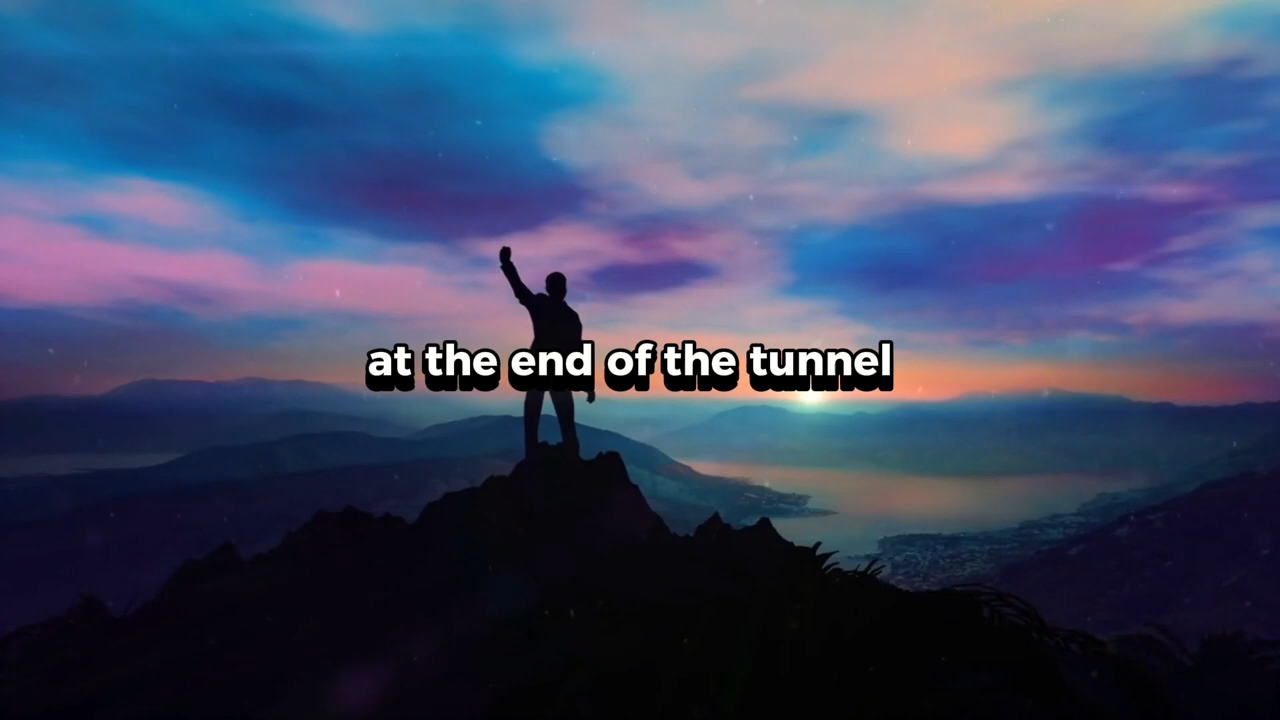 at the end of the tunnel